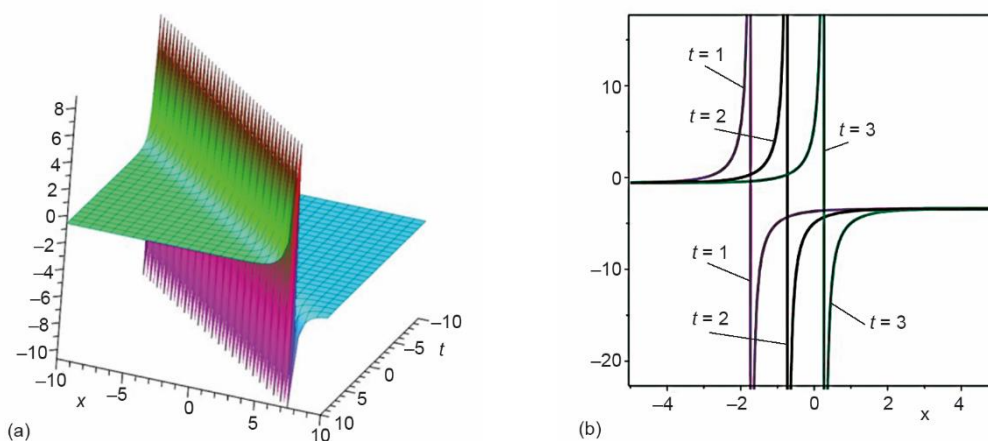 8
6
4
2
0
–2
–4
–6
–8
–10
–10
–5
0
5
10
x
–10
–5
0
5
10
t
(a)
10
0
–10
–20
–4
–2
0
2
4
x
t = 1
t = 2
t = 3
t = 1
t = 2
t = 3
(b)